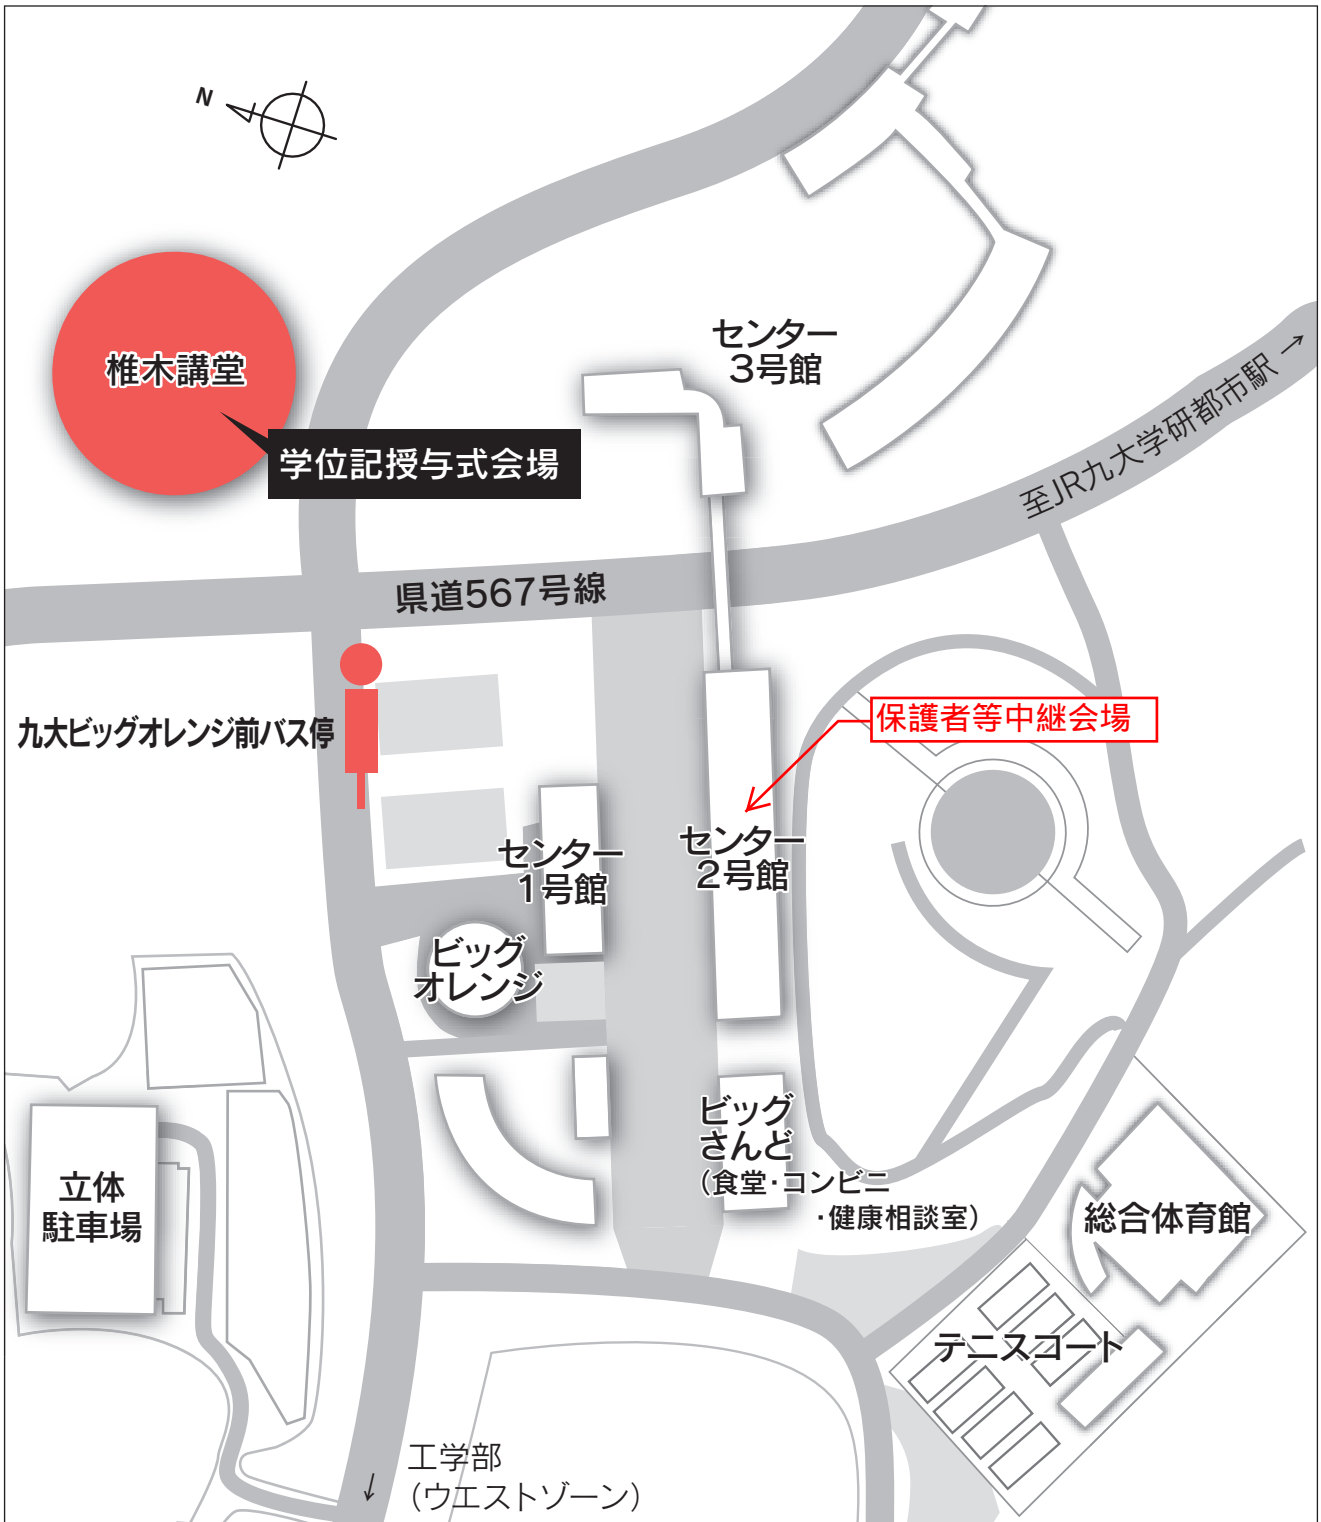 N
椎木講堂
学位記授与式会場
センター
3号館
至JR九大学研都市駅 →
県道567号線
九大ビッグオレンジ前バス停
保護者等中継会場
センター
1号館
センター
2号館
ビッグ
オレンジ
ビッグ
さんど
（食堂・コンビニ
・健康相談室）
立体
駐車場
総合体育館
テニスコート
↓ 工学部
（ウエストゾーン）